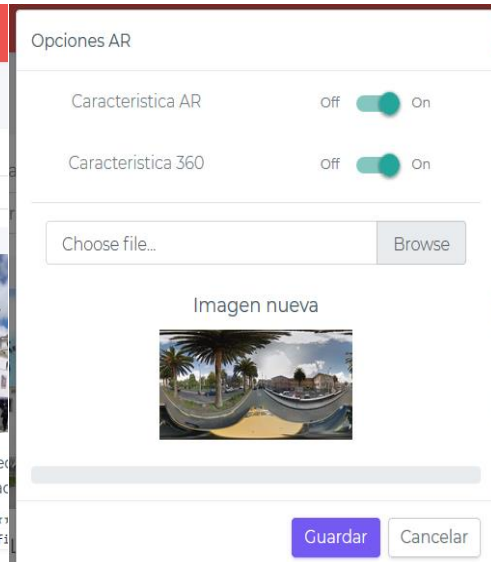 Opciones AR
Caracteristica AR Off On
Caracteristica 360 Off On
Choose file... Browse
Imagen nueva
Guardar Cancelar